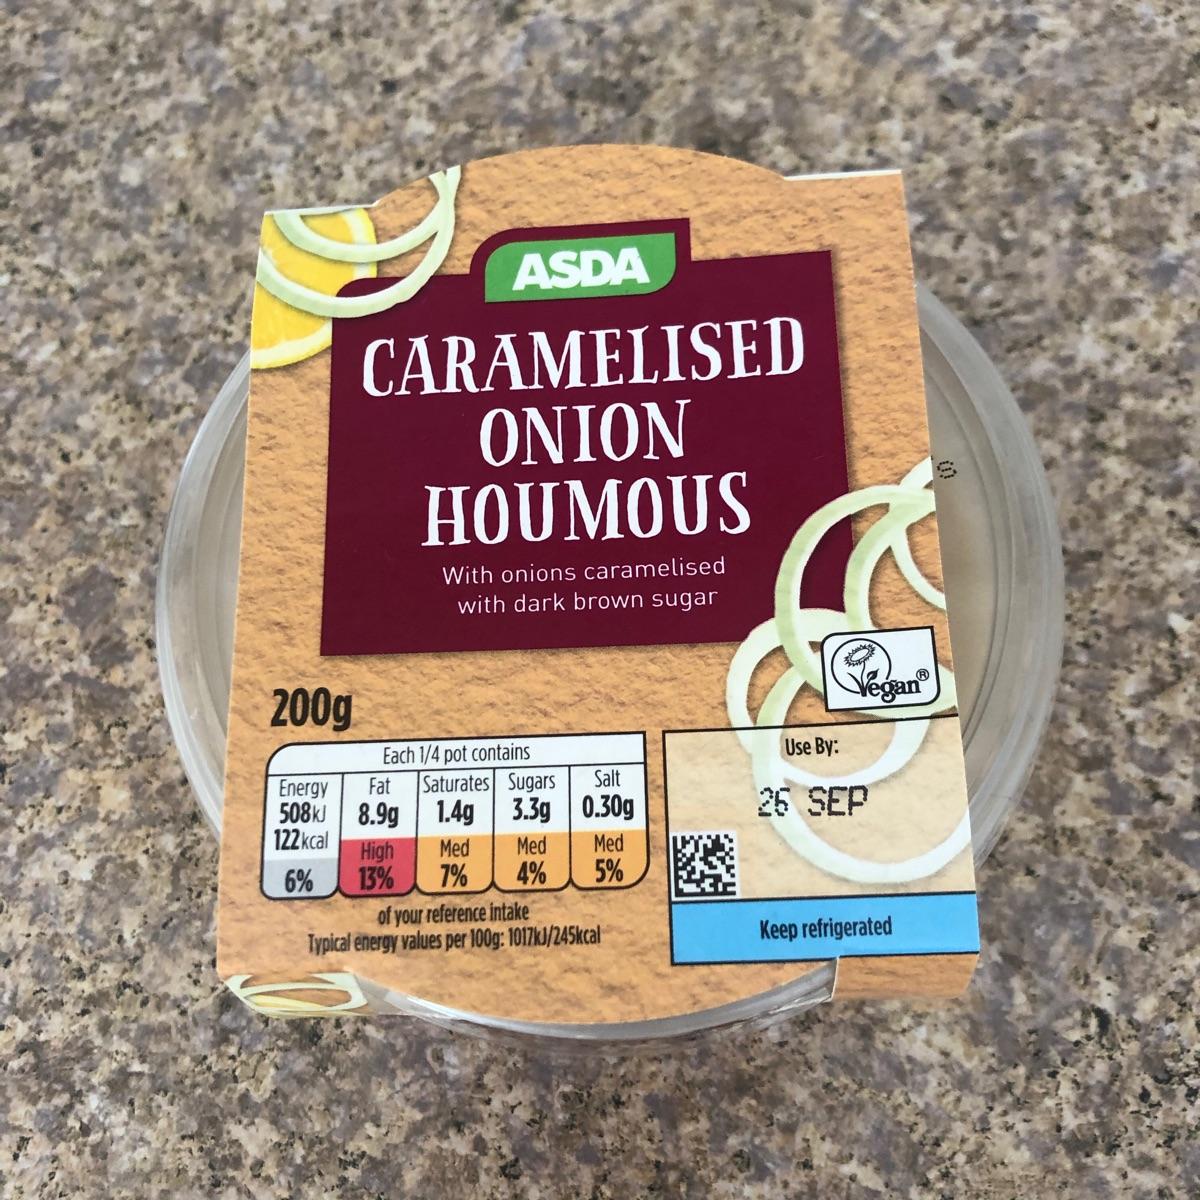 ASDA
CARAMELISED
ONION
HOUMOUS
With onions caramelised
with dark brown sugar
Vegan®
200g
Each 1/4 pot contains
Energy 508kJ 122kcal 6%
Fat 8.9g High 13%
Saturates 1.4g Med 7%
Sugars 3.3g Med 4%
Salt 0.30g Med 5%
of your reference intake
Typical energy values per 100g: 1017kJ/245kcal
Use By:
26 SEP
Keep refrigerated